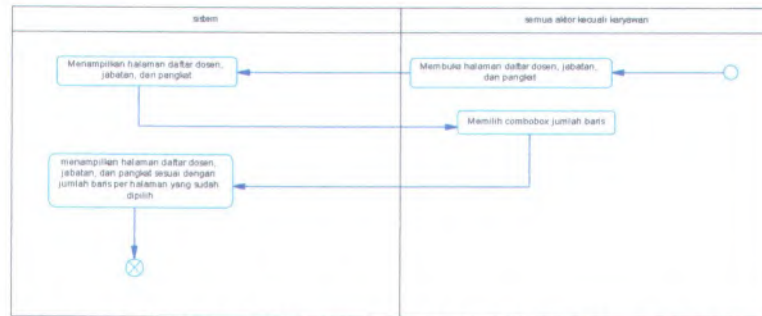 sistem
semua aktor kecuali karyawan
Menampilkan halaman daftar dosen,
jabatan, dan pangkat
Membuka halaman daftar dosen, jabatan,
dan pangkat
Memilih combobox jumlah baris
menampilkan halaman daftar dosen,
jabatan, dan pangkat sesuai dengan
jumlah baris per halaman yang sudah
dipilih